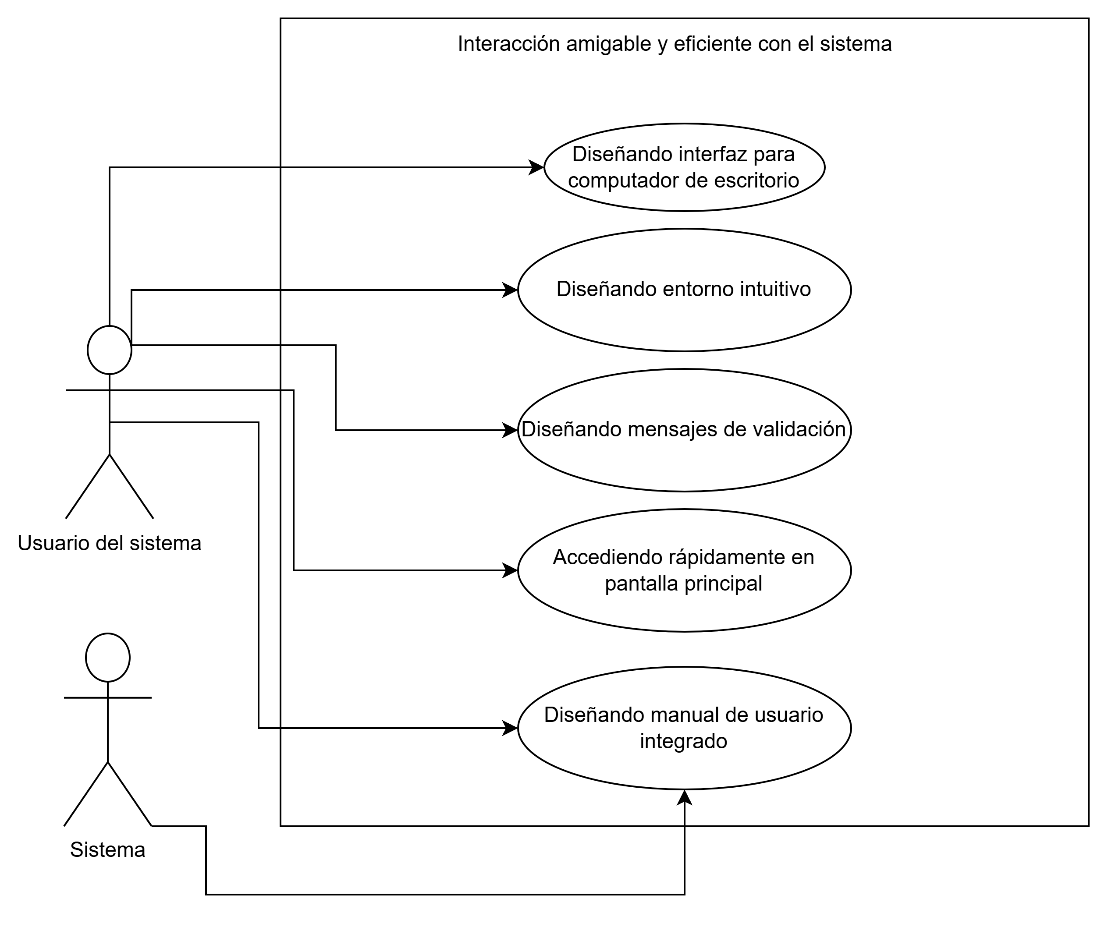 Interacción amigable y eficiente con el sistema
Diseñando interfaz para
computador de escritorio
Diseñando entorno intuitivo
Diseñando mensajes de validación
Usuario del sistema
Accediendo rápidamente en
pantalla principal
Diseñando manual de usuario
integrado
Sistema